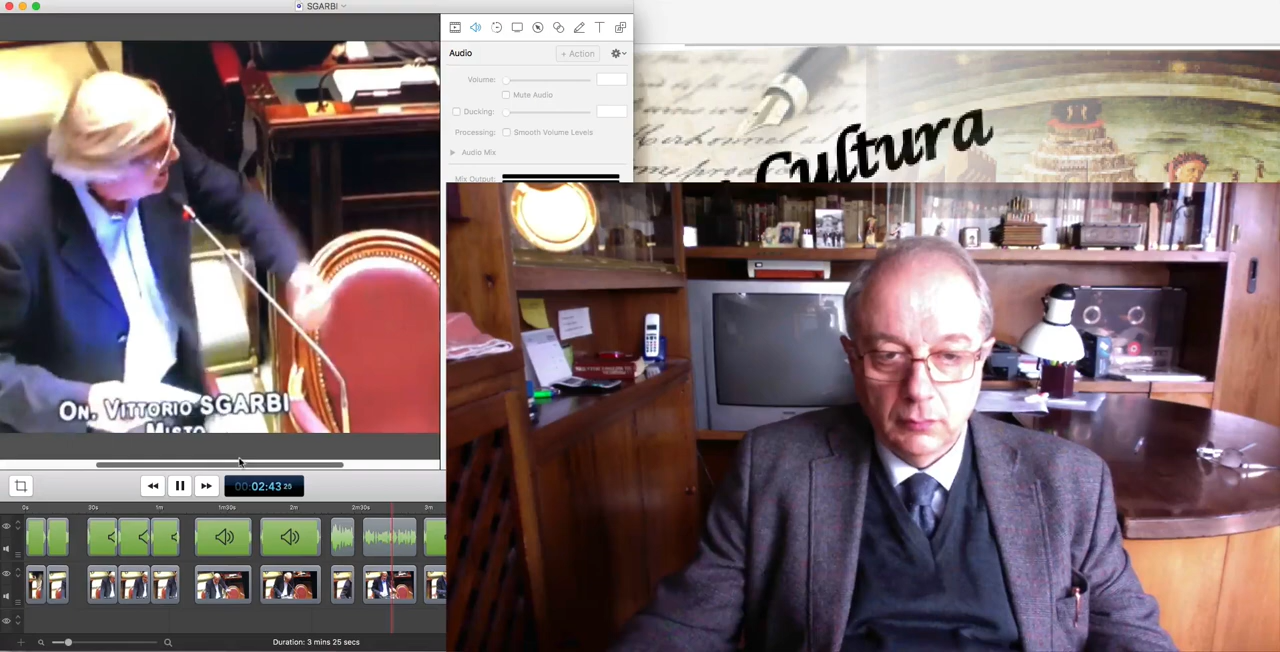 SGARBI
Audio
+ Action
Volume:
Mute Audio
Ducking:
Processing:
Smooth Volume Levels
Audio Mix
Mix Output:
Cultura
ON. VITTORIO SGARBI
MISTO
00:02:43 25
0s
30s
1m
1m30s
2m
2m30s
3m
Duration: 3 mins 25 secs